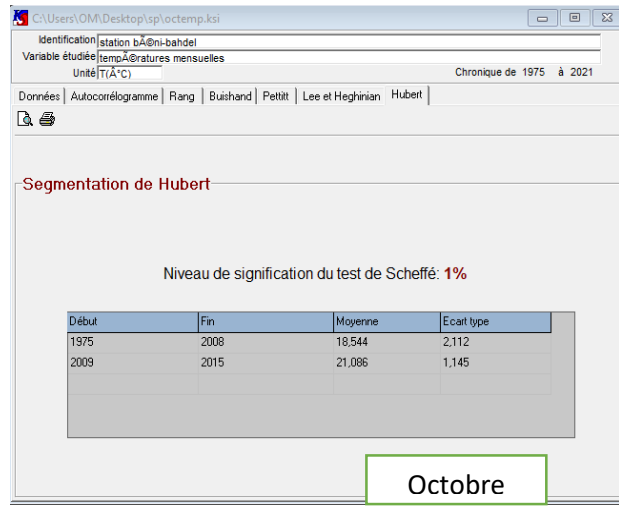 C:\Users\OM\Desktop\sp\octemp.ksi
Identification station bÃ©ni-bahdel
Variable étudiée tempÃ©ratures mensuelles
Unité T(Â°C) Chronique de 1975 à 2021
Données Autocorrélogramme Rang Buishand Pettitt Lee et Heghinian Hubert
Segmentation de Hubert
Niveau de signification du test de Scheffé: 1%
Début Fin Moyenne Ecart type
1975 2008 18,544 2,112
2009 2015 21,086 1,145
Octobre